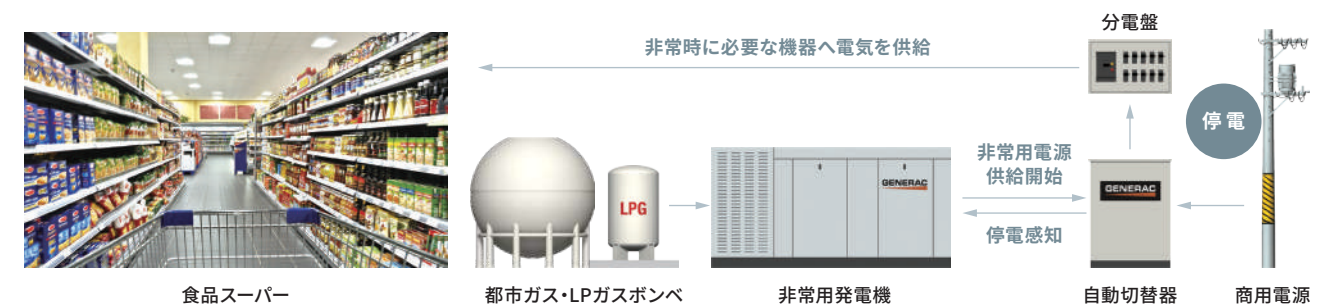 分電盤
非常時に必要な機器へ電気を供給
停電
非常用電源
供給開始
GENERAC
GENERAC
LPG
停電感知
食品スーパー
都市ガス・LPガスボンベ
非常用発電機
自動切替器
商用電源